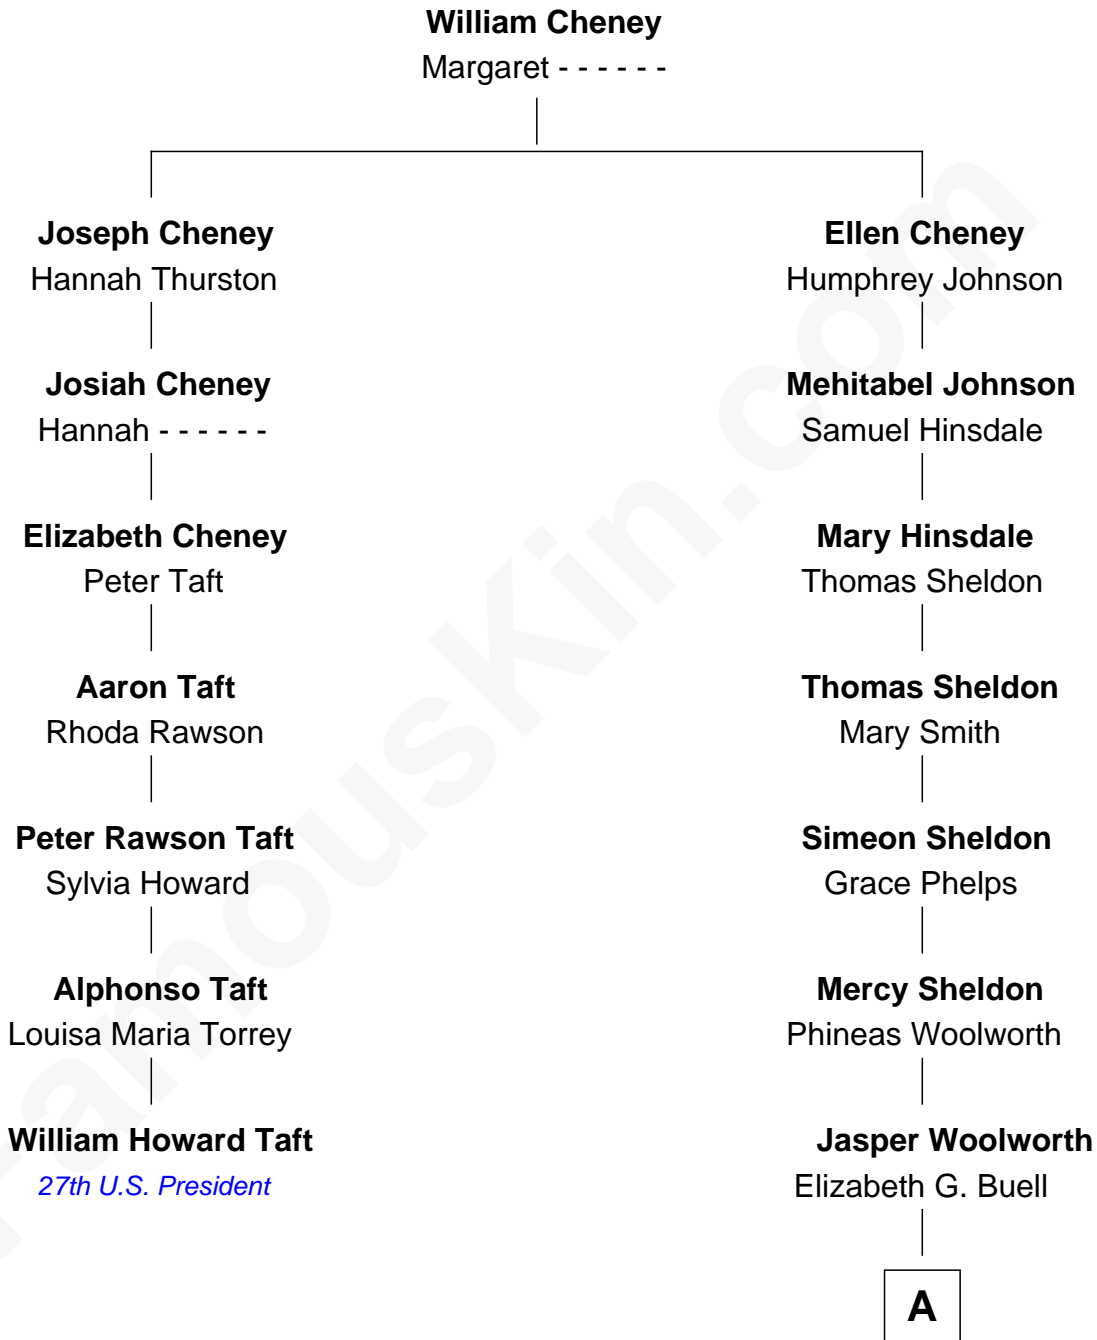 William Cheney
Margaret - - - - - -
Joseph Cheney
Hannah Thurston
Ellen Cheney
Humphrey Johnson
Josiah Cheney
Hannah - - - - - -
Mehitabel Johnson
Samuel Hinsdale
Elizabeth Cheney
Peter Taft
Mary Hinsdale
Thomas Sheldon
Aaron Taft
Rhoda Rawson
Thomas Sheldon
Mary Smith
Peter Rawson Taft
Sylvia Howard
Simeon Sheldon
Grace Phelps
Alphonso Taft
Louisa Maria Torrey
Mercy Sheldon
Phineas Woolworth
William Howard Taft
27th U.S. President
Jasper Woolworth
Elizabeth G. Buell
A
FamousKin.com